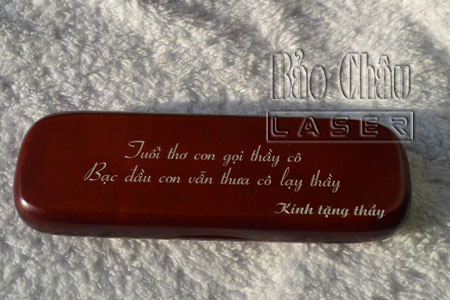 Bảo Châu
LASER
Tuổi thơ con gọi thầy cô
Bạc đầu con vẫn thưa cô lạy thầy
Kính tặng thầy